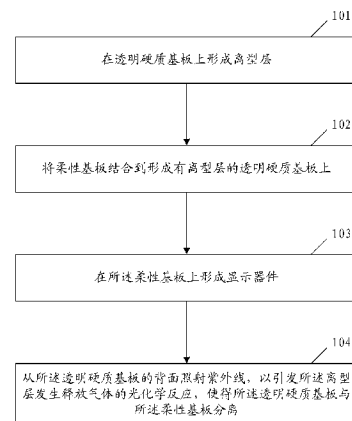 101
在透明硬质基板上形成离型层
102
将柔性基板结合到形成有离型层的透明硬质基板上
103
在所述柔性基板上形成显示器件
104
从所述透明硬质基板的背面照射紫外线，以引发所述离型
层发生释放气体的光化学反应，使得所述透明硬质基板与
所述柔性基板分离